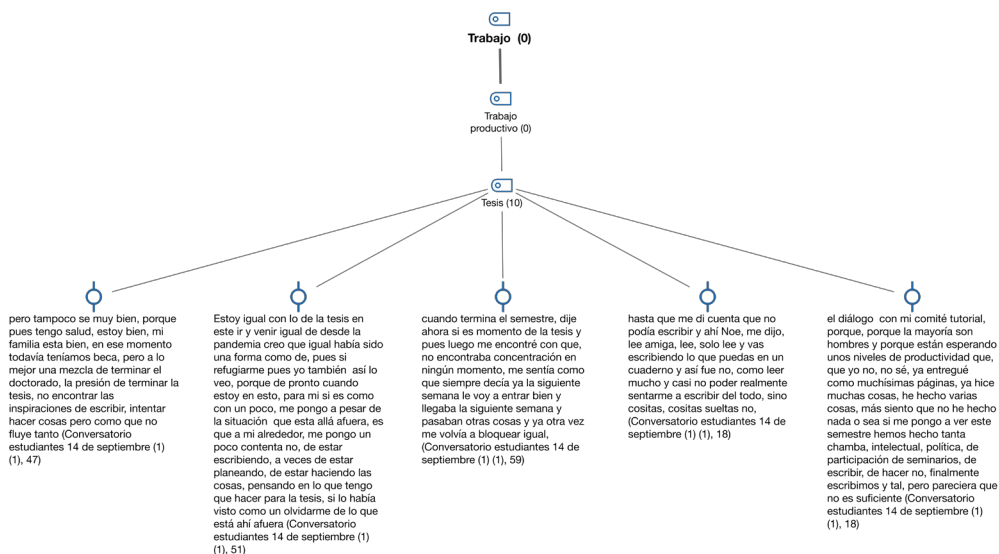 Trabajo (0)
Trabajo
productivo (0)
Tesis (10)
pero tampoco se muy bien, porque
pues tengo salud, estoy bien, mi
familia esta bien, en ese momento
todavía teníamos beca, pero a lo
mejor una mezcla de terminar el
doctorado, la presión de terminar la
tesis, no encontrar las
inspiraciones de escribir, intentar
hacer cosas pero como que no
fluye tanto (Conversatorio
estudiantes 14 de septiembre (1)
(1), 47)
Estoy igual con lo de la tesis en
este ir y venir igual de desde la
pandemia creo que igual había sido
una forma como de, pues si
refugiarme pues yo también  así lo
veo, porque de pronto cuando
estoy en esto, para mi si es como
con un poco, me pongo a pesar de
la situación  que esta allá afuera, es
que a mi alrededor, me pongo un
poco contenta no, de estar
escribiendo, a veces de estar
planeando, de estar haciendo las
cosas, pensando en lo que tengo
que hacer para la tesis, si lo había
visto como un olvidarme de lo que
está ahí afuera (Conversatorio
estudiantes 14 de septiembre (1)
(1), 51)
cuando termina el semestre, dije
ahora si es momento de la tesis y
pues luego me encontré con que,
no encontraba concentración en
ningún momento, me sentía como
que siempre decía ya la siguiente
semana le voy a entrar bien y
llegaba la siguiente semana y
pasaban otras cosas y ya otra vez
me volvía a bloquear igual,
(Conversatorio estudiantes 14 de
septiembre (1) (1), 59)
hasta que me di cuenta que no
podía escribir y ahí Noe, me dijo,
lee amiga, lee, solo lee y vas
escribiendo lo que puedas en un
cuaderno y así fue no, como leer
mucho y casi no poder realmente
sentarme a escribir del todo, sino
cositas, cositas sueltas no,
(Conversatorio estudiantes 14 de
septiembre (1) (1), 18)
el diálogo  con mi comité tutorial,
porque, porque la mayoría son
hombres y porque están esperando
unos niveles de productividad que,
que yo no, no sé, ya entregué
como muchísimas páginas, ya hice
muchas cosas, he hecho varias
cosas, más siento que no he hecho
nada o sea si me pongo a ver este
semestre hemos hecho tanta
chamba, intelectual, política, de
participación de seminarios, de
escribir, de hacer no, finalmente
escribimos y tal, pero pareciera que
no es suficiente (Conversatorio
estudiantes 14 de septiembre (1)
(1), 18)